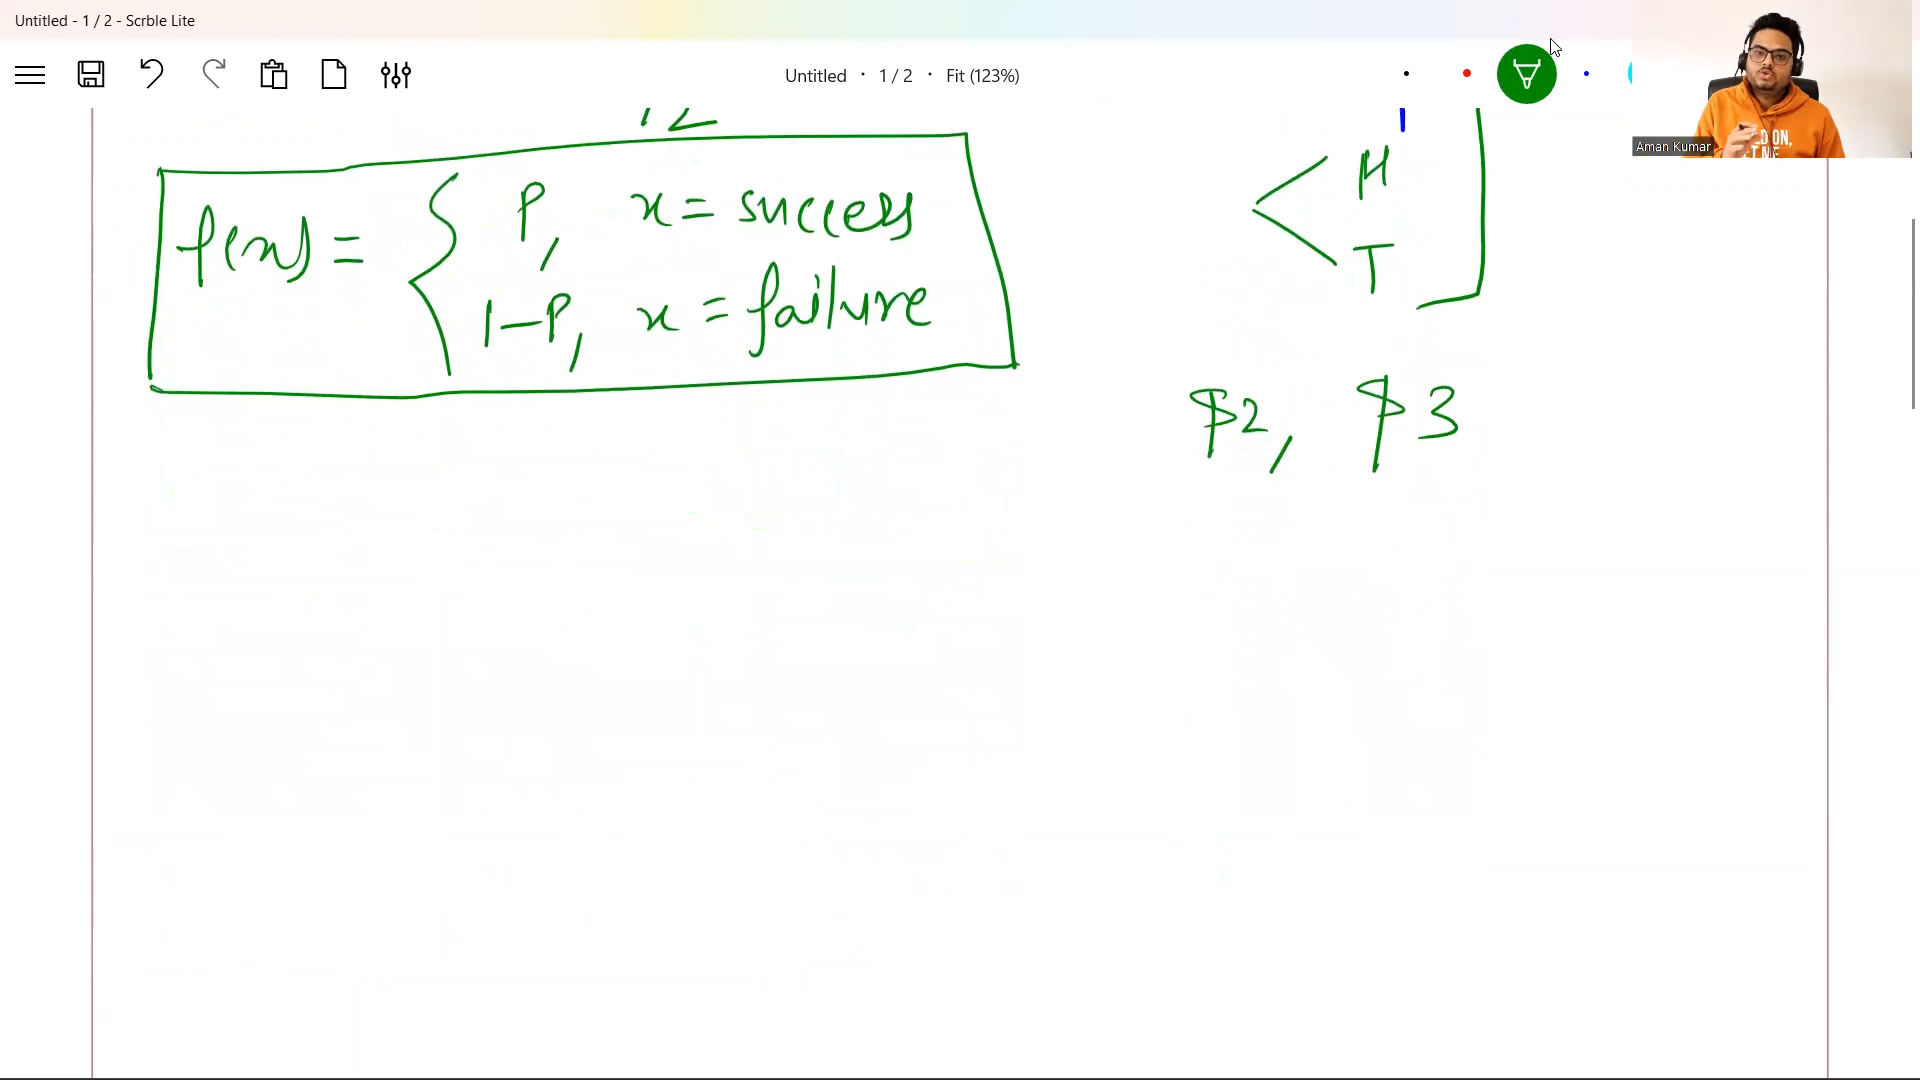 Untitled - 1 / 2 - Scrble Lite
Untitled · 1 / 2 · Fit (123%)
Aman Kumar
f(x) = { P, x = success
1-P, x = failure
H
T
$2, $3